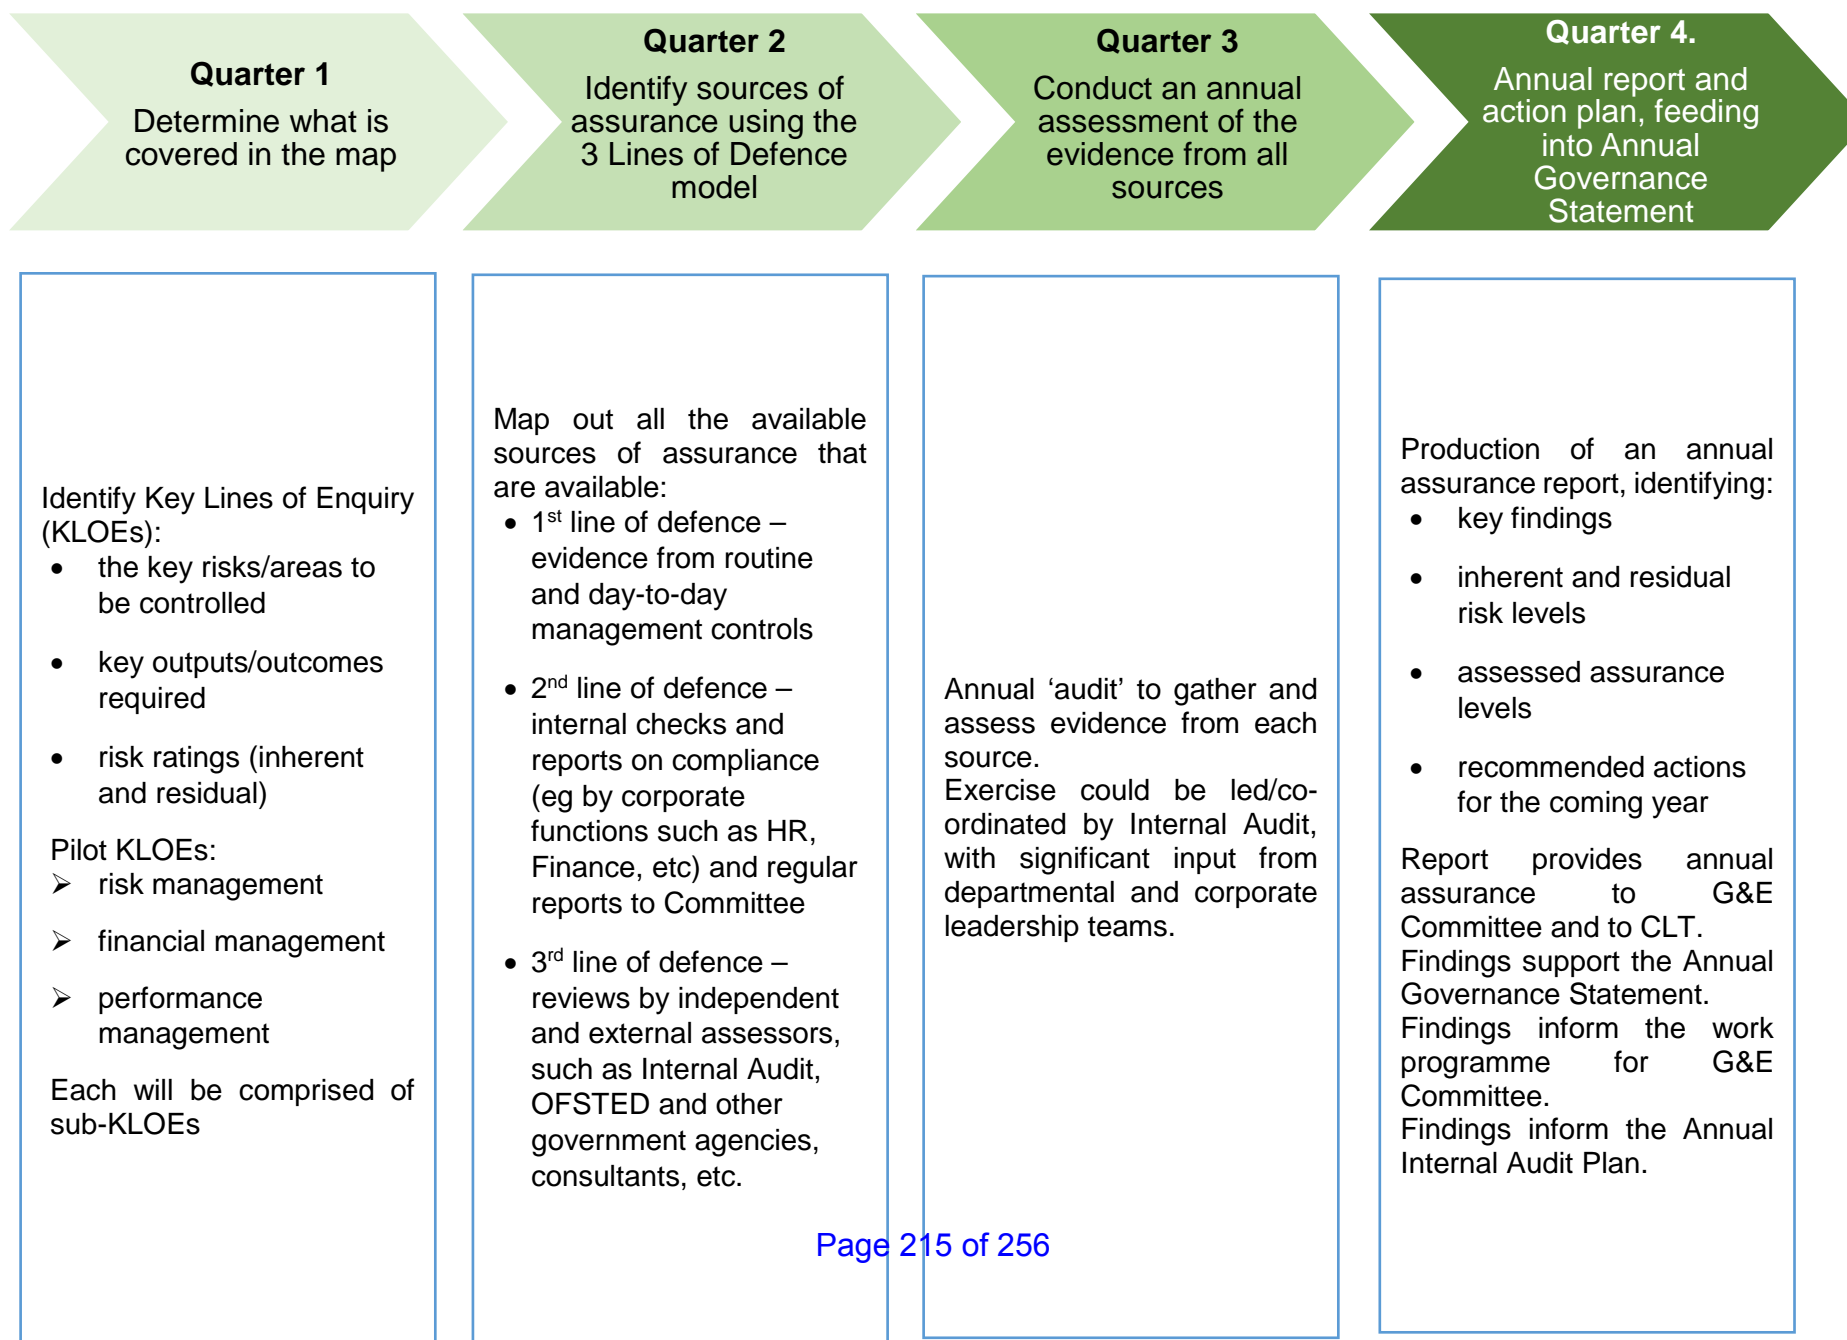 Quarter 1
Determine what is
covered in the map
Quarter 2
Identify sources of
assurance using the
3 Lines of Defence
model
Quarter 3
Conduct an annual
assessment of the
evidence from all
sources
Quarter 4.
Annual report and
action plan, feeding
into Annual
Governance
Statement
Identify Key Lines of Enquiry
(KLOEs):
• the key risks/areas to
be controlled
• key outputs/outcomes
required
• risk ratings (inherent
and residual)
Pilot KLOEs:
➢ risk management
➢ financial management
➢ performance
management
Each will be comprised of
sub-KLOEs
Map out all the available
sources of assurance that
are available:
• 1st line of defence –
evidence from routine
and day-to-day
management controls
• 2nd line of defence –
internal checks and
reports on compliance
(eg by corporate
functions such as HR,
Finance, etc) and regular
reports to Committee
• 3rd line of defence –
reviews by independent
and external assessors,
such as Internal Audit,
OFSTED and other
government agencies,
consultants, etc.
Annual ‘audit’ to gather and
assess evidence from each
source.
Exercise could be led/co-
ordinated by Internal Audit,
with significant input from
departmental and corporate
leadership teams.
Production of an annual
assurance report, identifying:
• key findings
• inherent and residual
risk levels
• assessed assurance
levels
• recommended actions
for the coming year
Report provides annual
assurance to G&E
Committee and to CLT.
Findings support the Annual
Governance Statement.
Findings inform the work
programme for G&E
Committee.
Findings inform the Annual
Internal Audit Plan.
Page 215 of 256